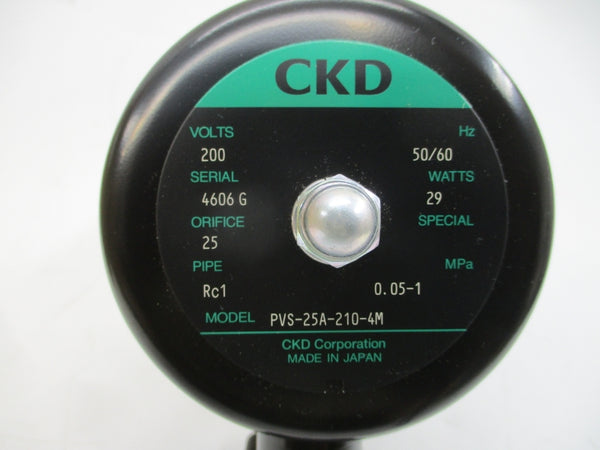 CKD
VOLTS Hz
200 50/60
SERIAL WATTS
4606 G 29
ORIFICE SPECIAL
25
PIPE MPa
Rc1 0.05-1
MODEL PVS-25A-210-4M
CKD Corporation
MADE IN JAPAN